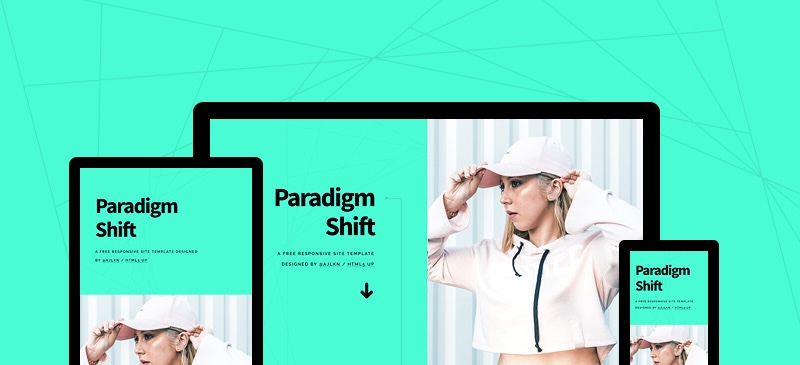 Paradigm
Shift
A FREE RESPONSIVE SITE TEMPLATE DESIGNED
BY @AJLKN / HTML5 UP
Paradigm
Shift
A FREE RESPONSIVE SITE TEMPLATE
DESIGNED BY @AJLKN / HTML5 UP
Paradigm
Shift
A FREE RESPONSIVE SITE TEMPLATE
DESIGNED BY @AJLKN / HTML5 UP